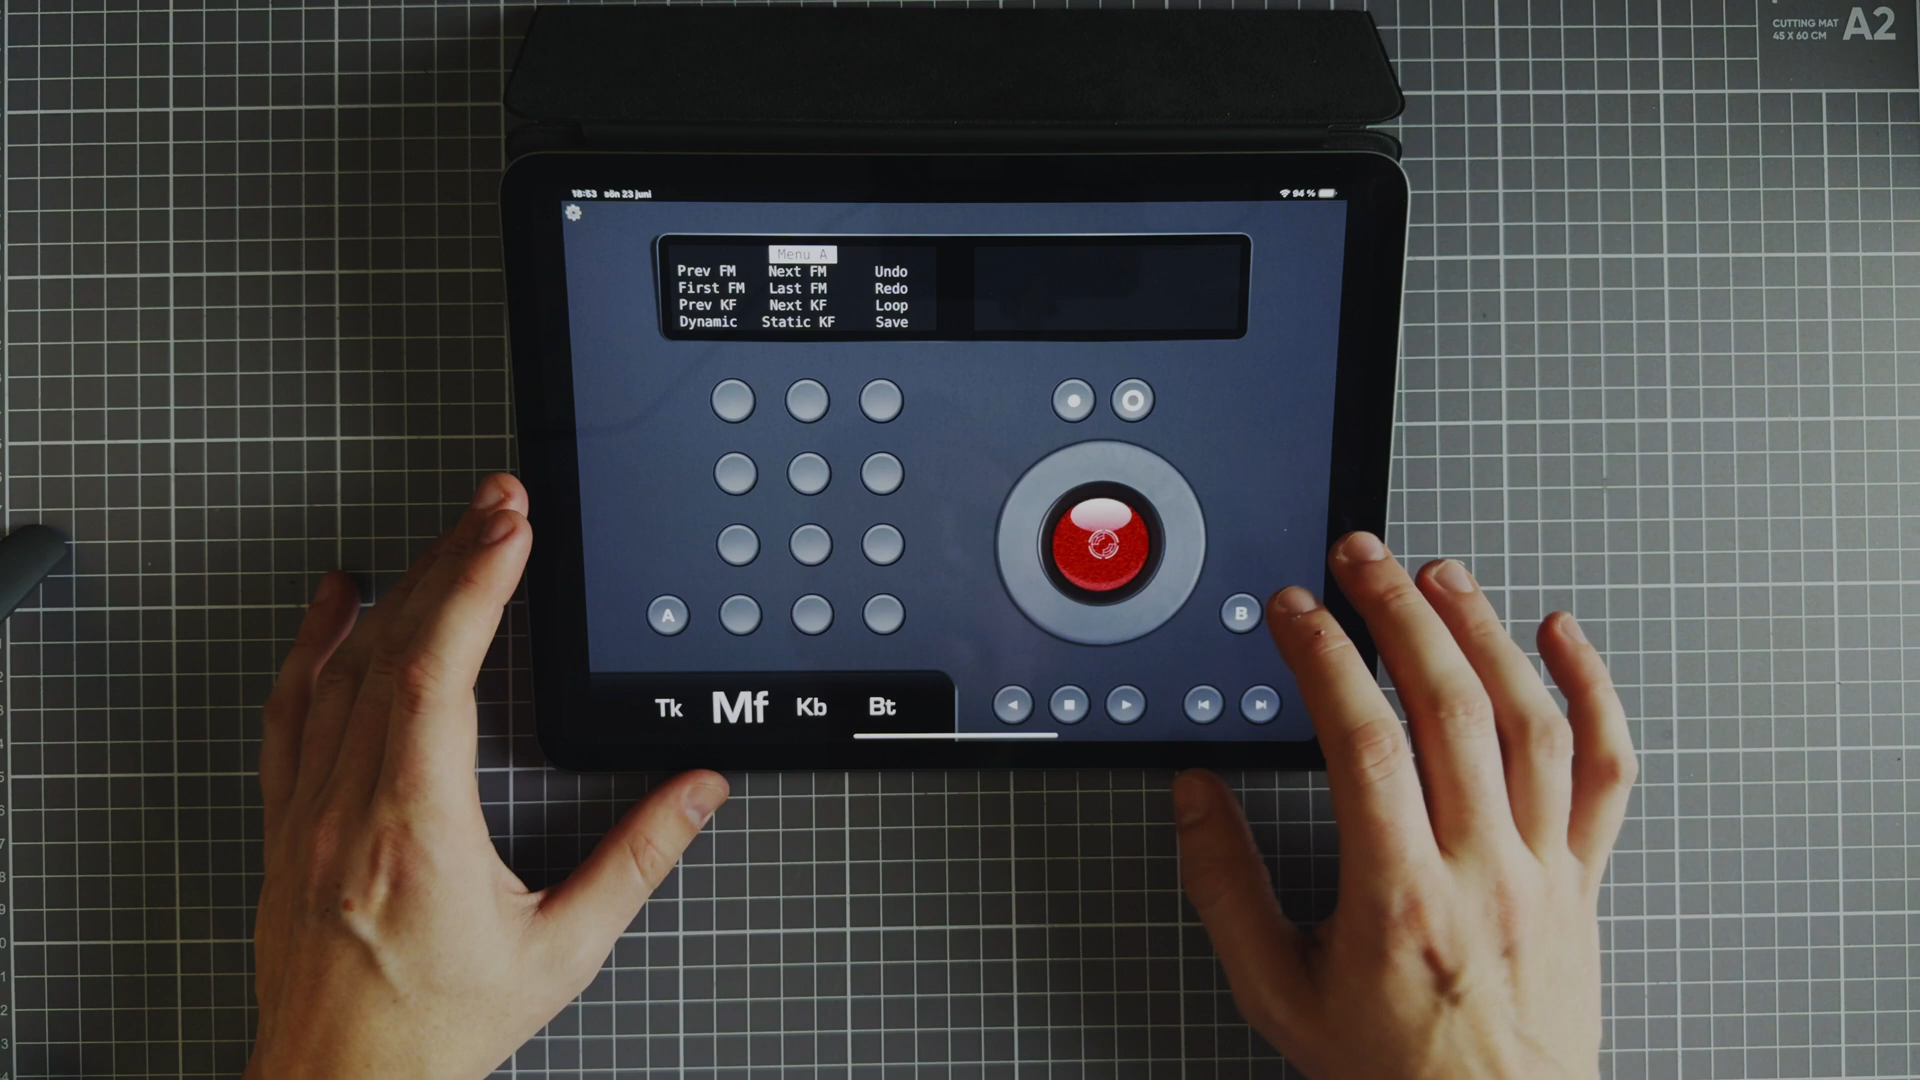 CUTTING MAT
45 X 60 CM
A2
18:53 sön 23 juni
94 %
Menu A
Prev FM Next FM Undo
First FM Last FM Redo
Prev KF Next KF Loop
Dynamic Static KF Save
A
B
Tk Mf Kb Bt